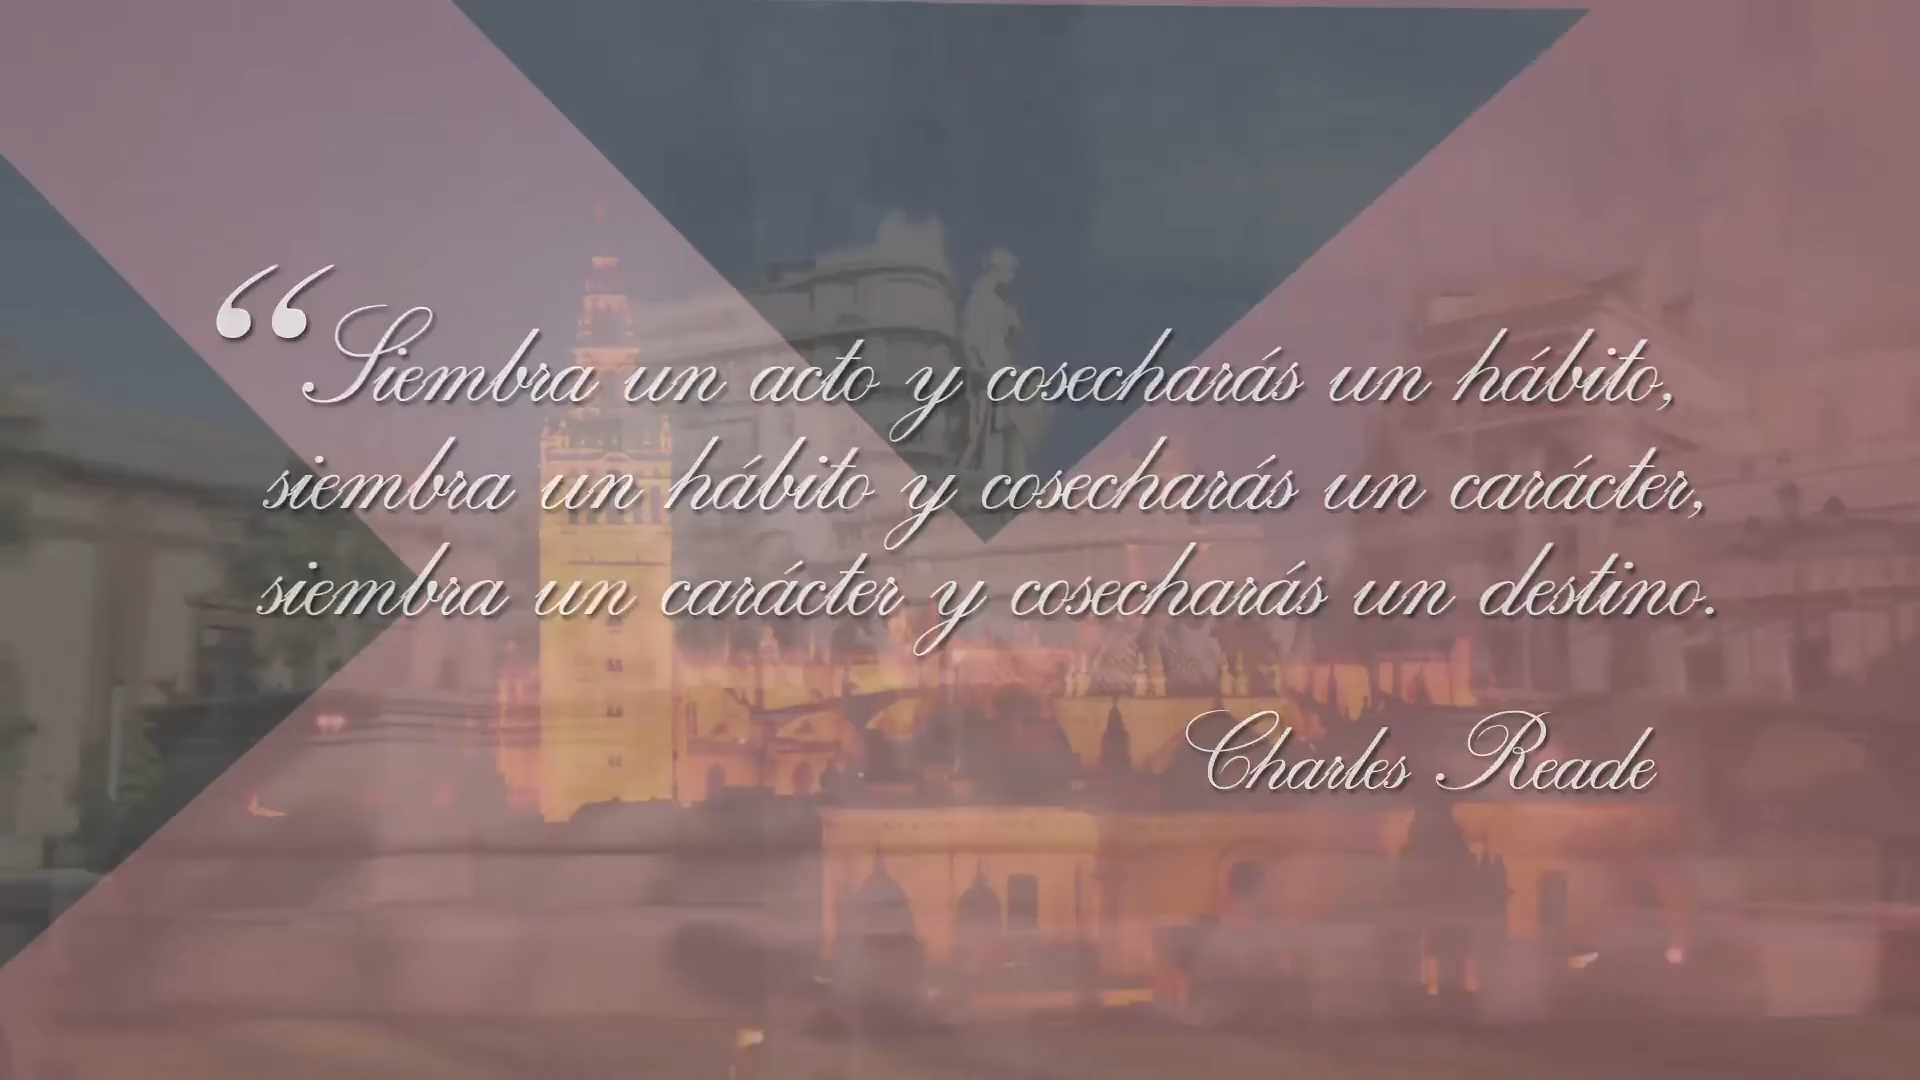 “Siembra un acto y cosecharás un hábito,
siembra un hábito y cosecharás un carácter,
siembra un carácter y cosecharás un destino.
Charles Reade